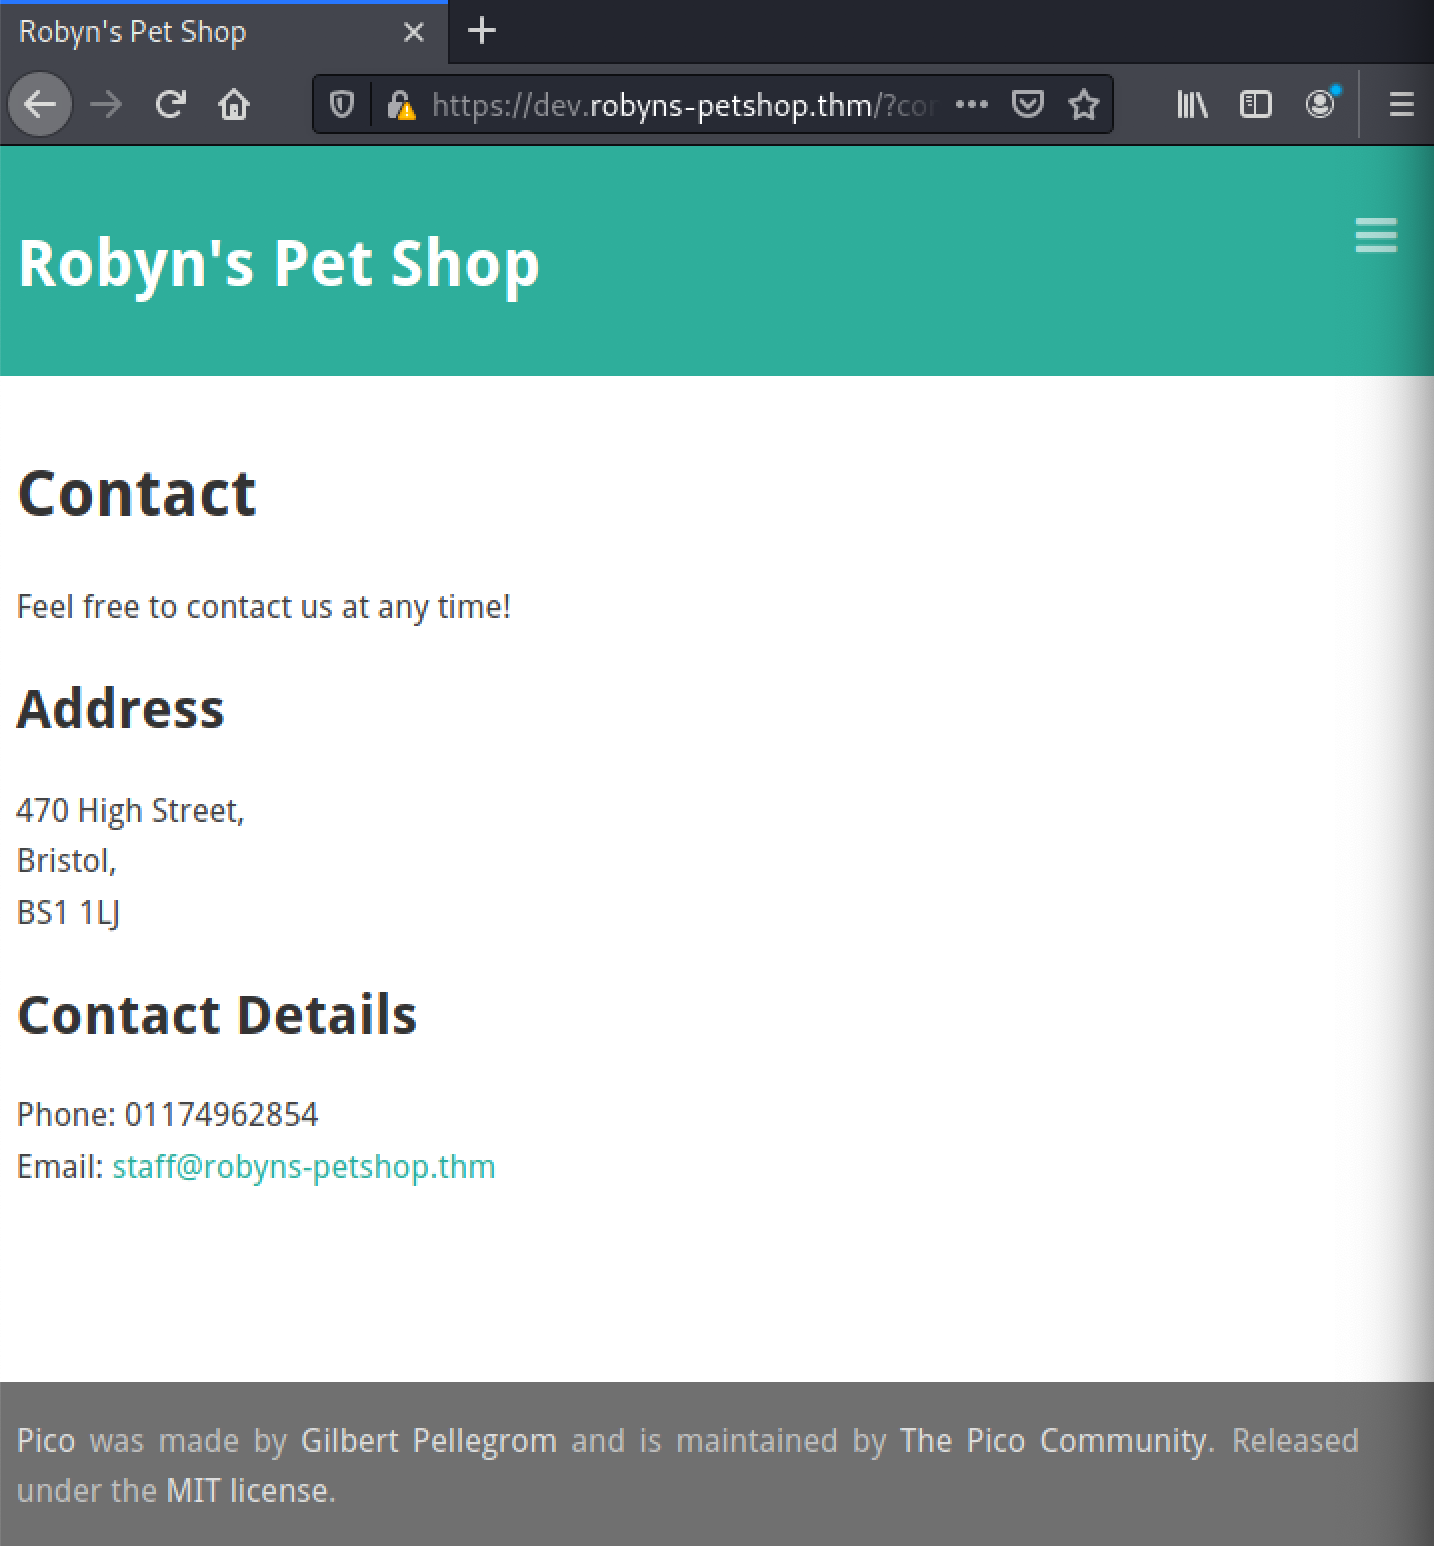 Robyn's Pet Shop
https://dev.robyns-petshop.thm/?cor
Robyn's Pet Shop
Contact
Feel free to contact us at any time!
Address
470 High Street,
Bristol,
BS1 1LJ
Contact Details
Phone: 01174962854
Email: staff@robyns-petshop.thm
Pico was made by Gilbert Pellegrom and is maintained by The Pico Community. Released
under the MIT license.